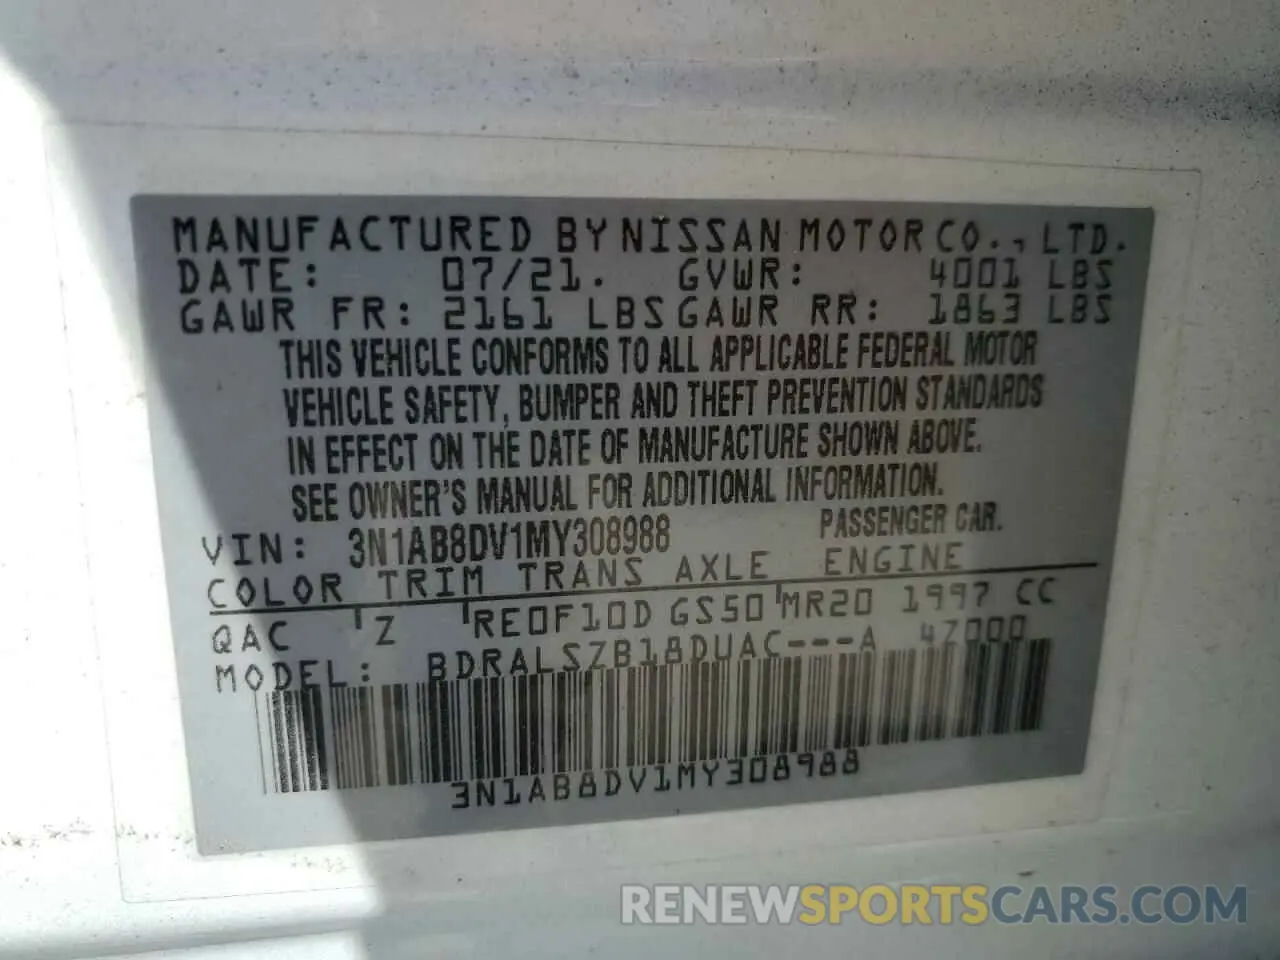 MANUFACTURED BY NISSAN MOTOR CO., LTD.
DATE: 07/21. GVWR: 4001 LBS
GAWR FR: 2161 LBS GAWR RR: 1863 LBS
THIS VEHICLE CONFORMS TO ALL APPLICABLE FEDERAL MOTOR
VEHICLE SAFETY, BUMPER AND THEFT PREVENTION STANDARDS
IN EFFECT ON THE DATE OF MANUFACTURE SHOWN ABOVE.
SEE OWNER'S MANUAL FOR ADDITIONAL INFORMATION.
VIN: 3N1AB8DV1MY308988 PASSENGER CAR.
COLOR TRIM TRANS AXLE ENGINE
QAC Z RE0F10D GS50 MR20 1997 CC
MODEL: BDRALSZB18DUAC---A 47000
3N1AB8DV1MY308988
RENEWSPORTSCARS.COM